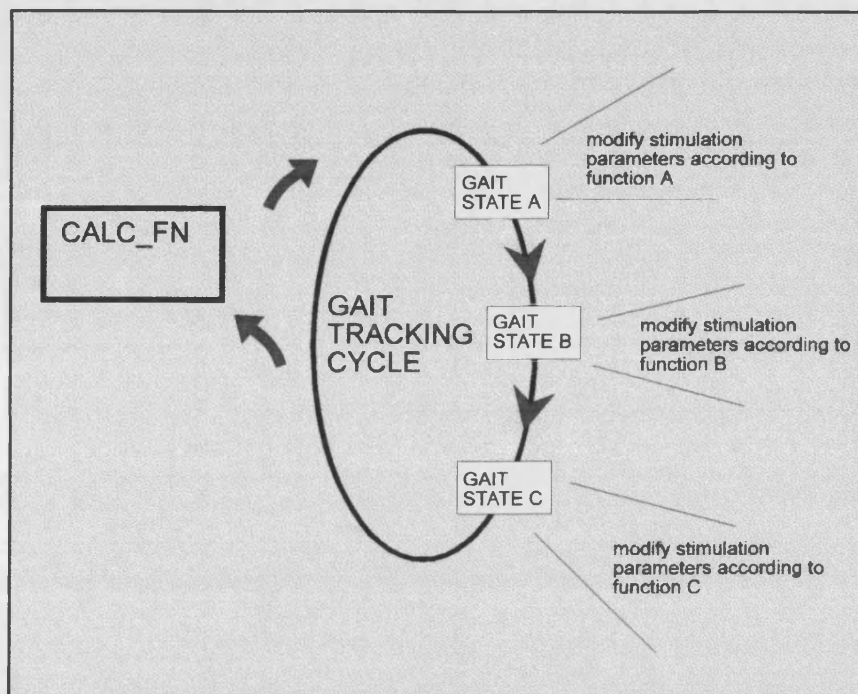 GAIT
STATE A
modify stimulation
parameters according to
function A
CALC_FN
GAIT
TRACKING
CYCLE
GAIT
STATE B
modify stimulation
parameters according to
function B
GAIT
STATE C
modify stimulation
parameters according to
function C